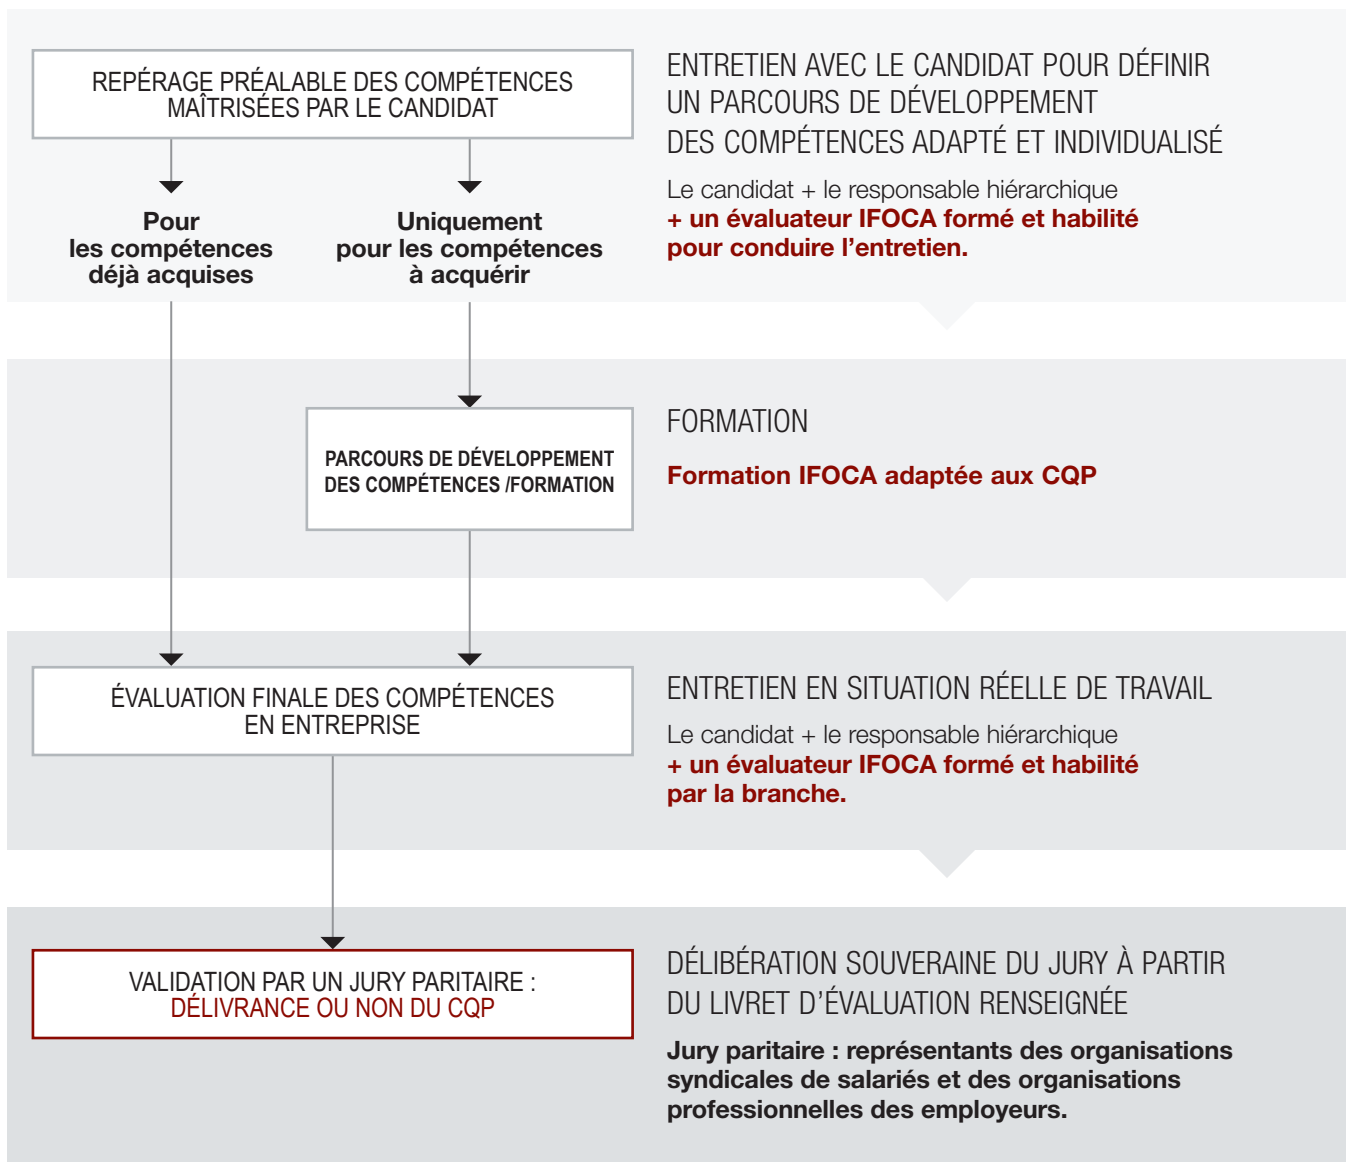 REPÉRAGE PRÉALABLE DES COMPÉTENCES
MAÎTRISÉES PAR LE CANDIDAT
Pour
les compétences
déjà acquises
Uniquement
pour les compétences
à acquérir
ENTRETIEN AVEC LE CANDIDAT POUR DÉFINIR
UN PARCOURS DE DÉVELOPPEMENT
DES COMPÉTENCES ADAPTÉ ET INDIVIDUALISÉ
Le candidat + le responsable hiérarchique
+ un évaluateur IFOCA formé et habilité
pour conduire l’entretien.
PARCOURS DE DÉVELOPPEMENT
DES COMPÉTENCES /FORMATION
FORMATION
Formation IFOCA adaptée aux CQP
ÉVALUATION FINALE DES COMPÉTENCES
EN ENTREPRISE
ENTRETIEN EN SITUATION RÉELLE DE TRAVAIL
Le candidat + le responsable hiérarchique
+ un évaluateur IFOCA formé et habilité
par la branche.
VALIDATION PAR UN JURY PARITAIRE :
DÉLIVRANCE OU NON DU CQP
DÉLIBÉRATION SOUVERAINE DU JURY À PARTIR
DU LIVRET D’ÉVALUATION RENSEIGNÉE
Jury paritaire : représentants des organisations
syndicales de salariés et des organisations
professionnelles des employeurs.